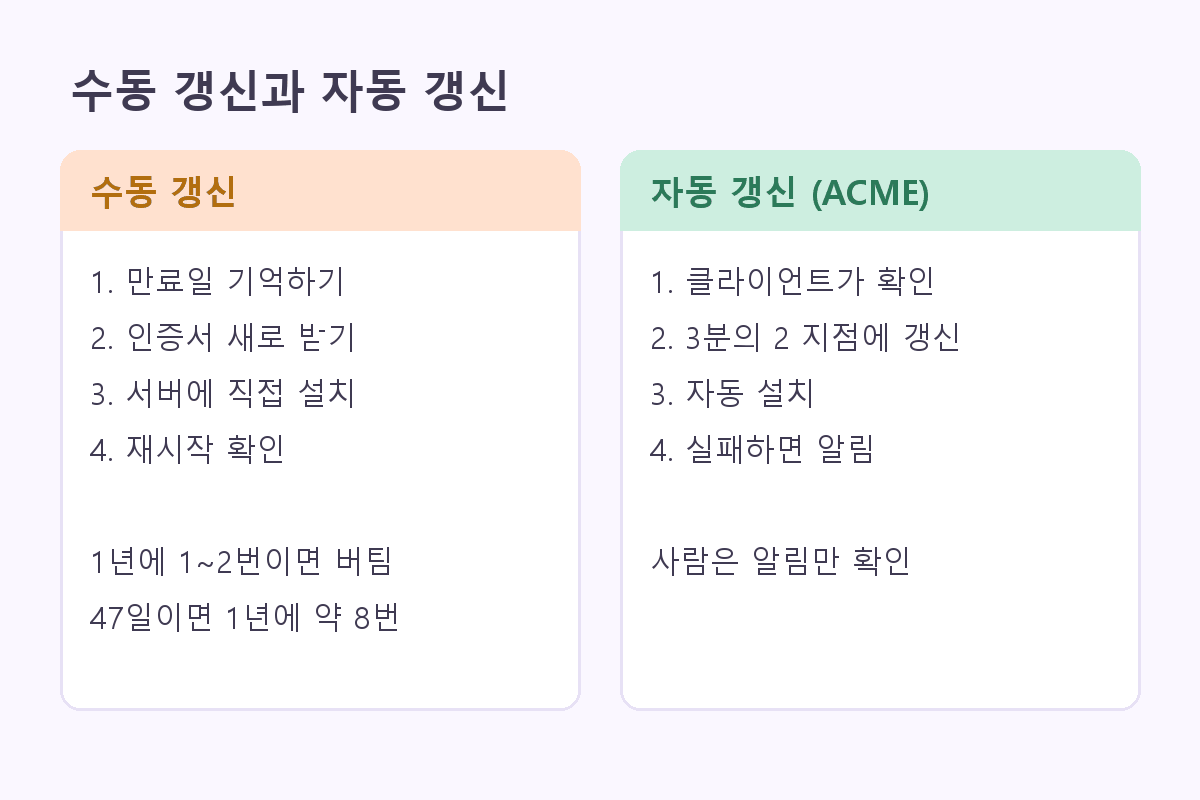 수동 갱신과 자동 갱신
수동 갱신
1. 만료일 기억하기
2. 인증서 새로 받기
3. 서버에 직접 설치
4. 재시작 확인
1년에 1~2번이면 버팀
47일이면 1년에 약 8번
자동 갱신 (ACME)
1. 클라이언트가 확인
2. 3분의 2 지점에 갱신
3. 자동 설치
4. 실패하면 알림
사람은 알림만 확인